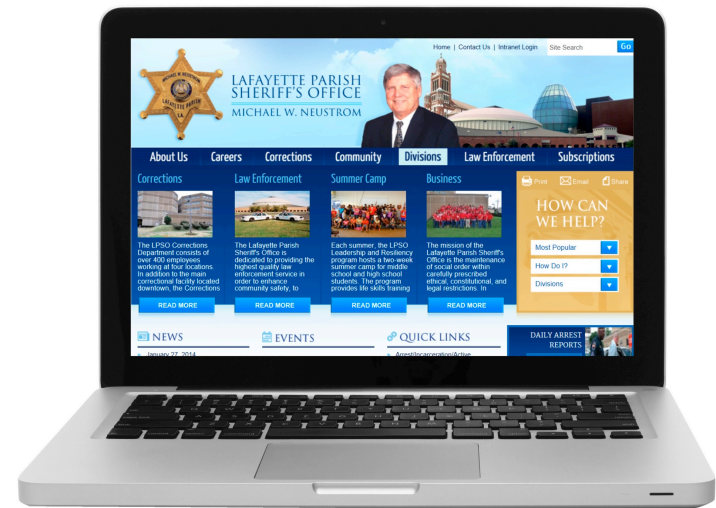 Home | Contact Us | Intranet Login
Site Search
Go
MICHAEL W. NEUSTROM
LAFAYETTE PARISH
LA.
LAFAYETTE PARISH
SHERIFF'S OFFICE
MICHAEL W. NEUSTROM
About Us
Careers
Corrections
Community
Divisions
Law Enforcement
Subscriptions
Corrections
The LPSO Corrections
Department consists of
over 400 employees
working at four locations.
In addition to the main
correctional facility located
downtown, the Corrections
READ MORE
Law Enforcement
The Lafayette Parish
Sheriff's Office is
dedicated to providing the
highest quality law
enforcement service in
order to enhance
community safety, to
READ MORE
Summer Camp
Each summer, the LPSO
Leadership and Resiliency
program hosts a two-week
summer camp for middle
school and high school
students. The program
provides life skills training
READ MORE
Business
The mission of the
Lafayette Parish Sheriff's
Office is the maintenance
of social order within
carefully prescribed
ethical, constitutional, and
legal restrictions. In
READ MORE
Print
Email
Share
HOW CAN
WE HELP?
Most Popular
How Do I?
Divisions
NEWS
January 27, 2014
EVENTS
QUICK LINKS
Arrest/Incarceration/Active
DAILY ARREST
REPORTS